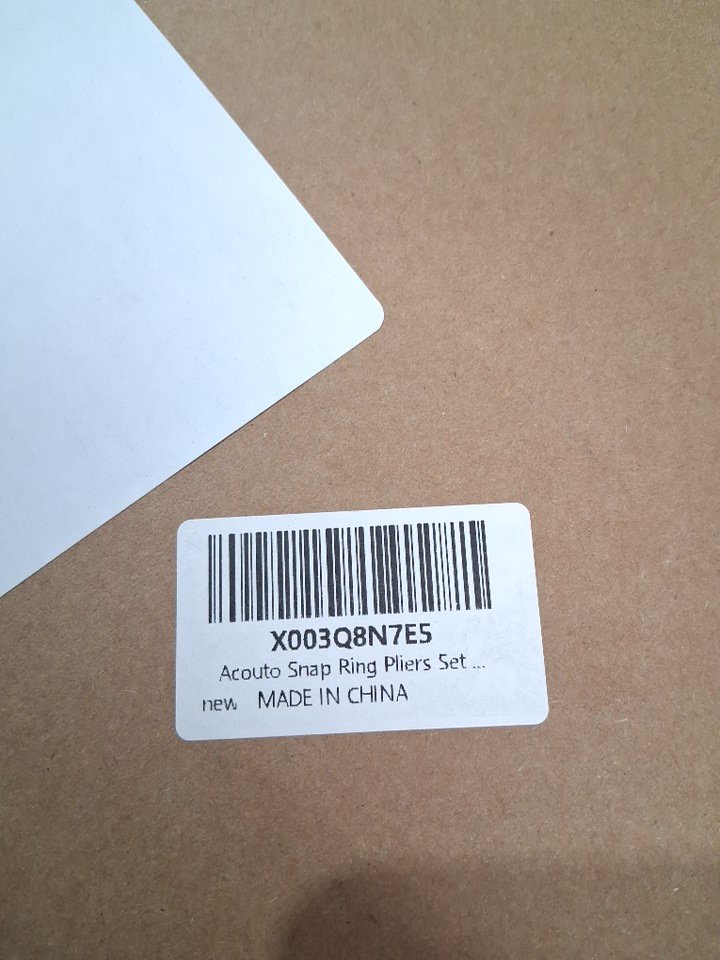 X003Q8N7E5
Acouto Snap Ring Pliers Set ...
new MADE IN CHINA